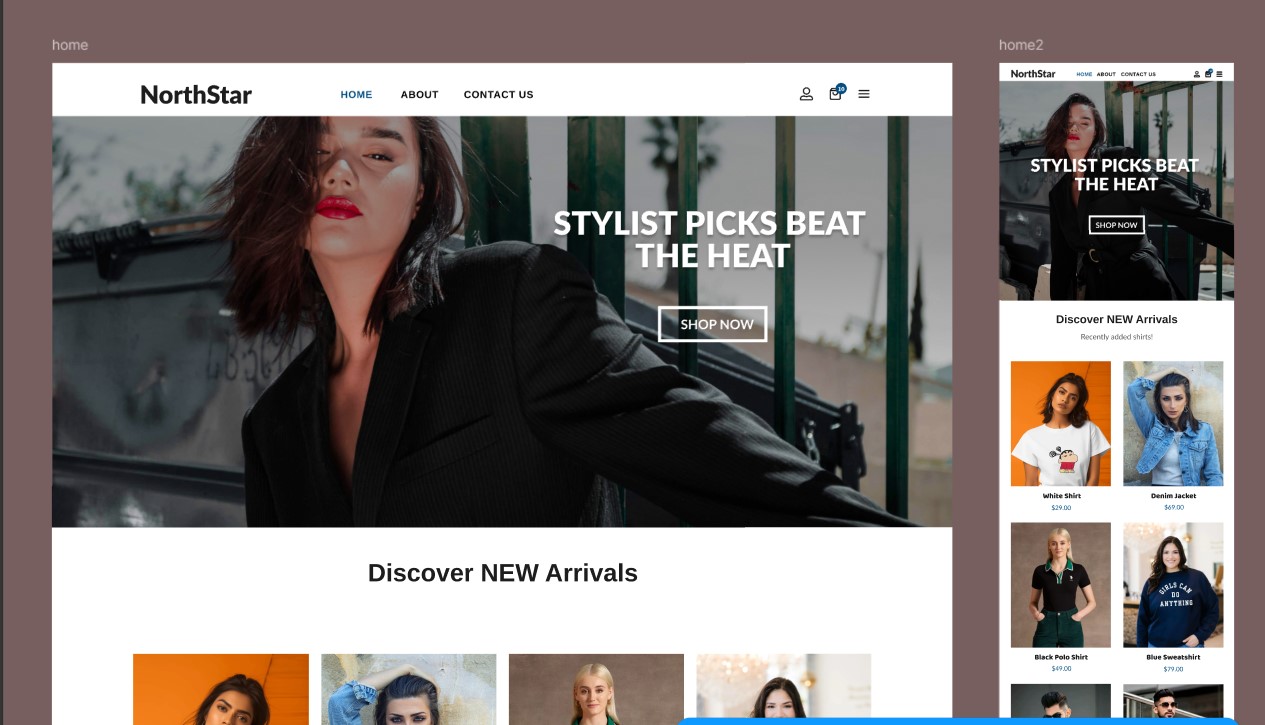 home
NorthStar
HOME ABOUT CONTACT US
10
STYLIST PICKS BEAT
THE HEAT
SHOP NOW
Discover NEW Arrivals
home2
NorthStar
HOME ABOUT CONTACT US
STYLIST PICKS BEAT
THE HEAT
SHOP NOW
Discover NEW Arrivals
Recently added shirts!
White Shirt
$29.00
Denim Jacket
$69.00
GIRLS CAN
DO
ANYTHING
Black Polo Shirt
$49.00
Blue Sweatshirt
$79.00